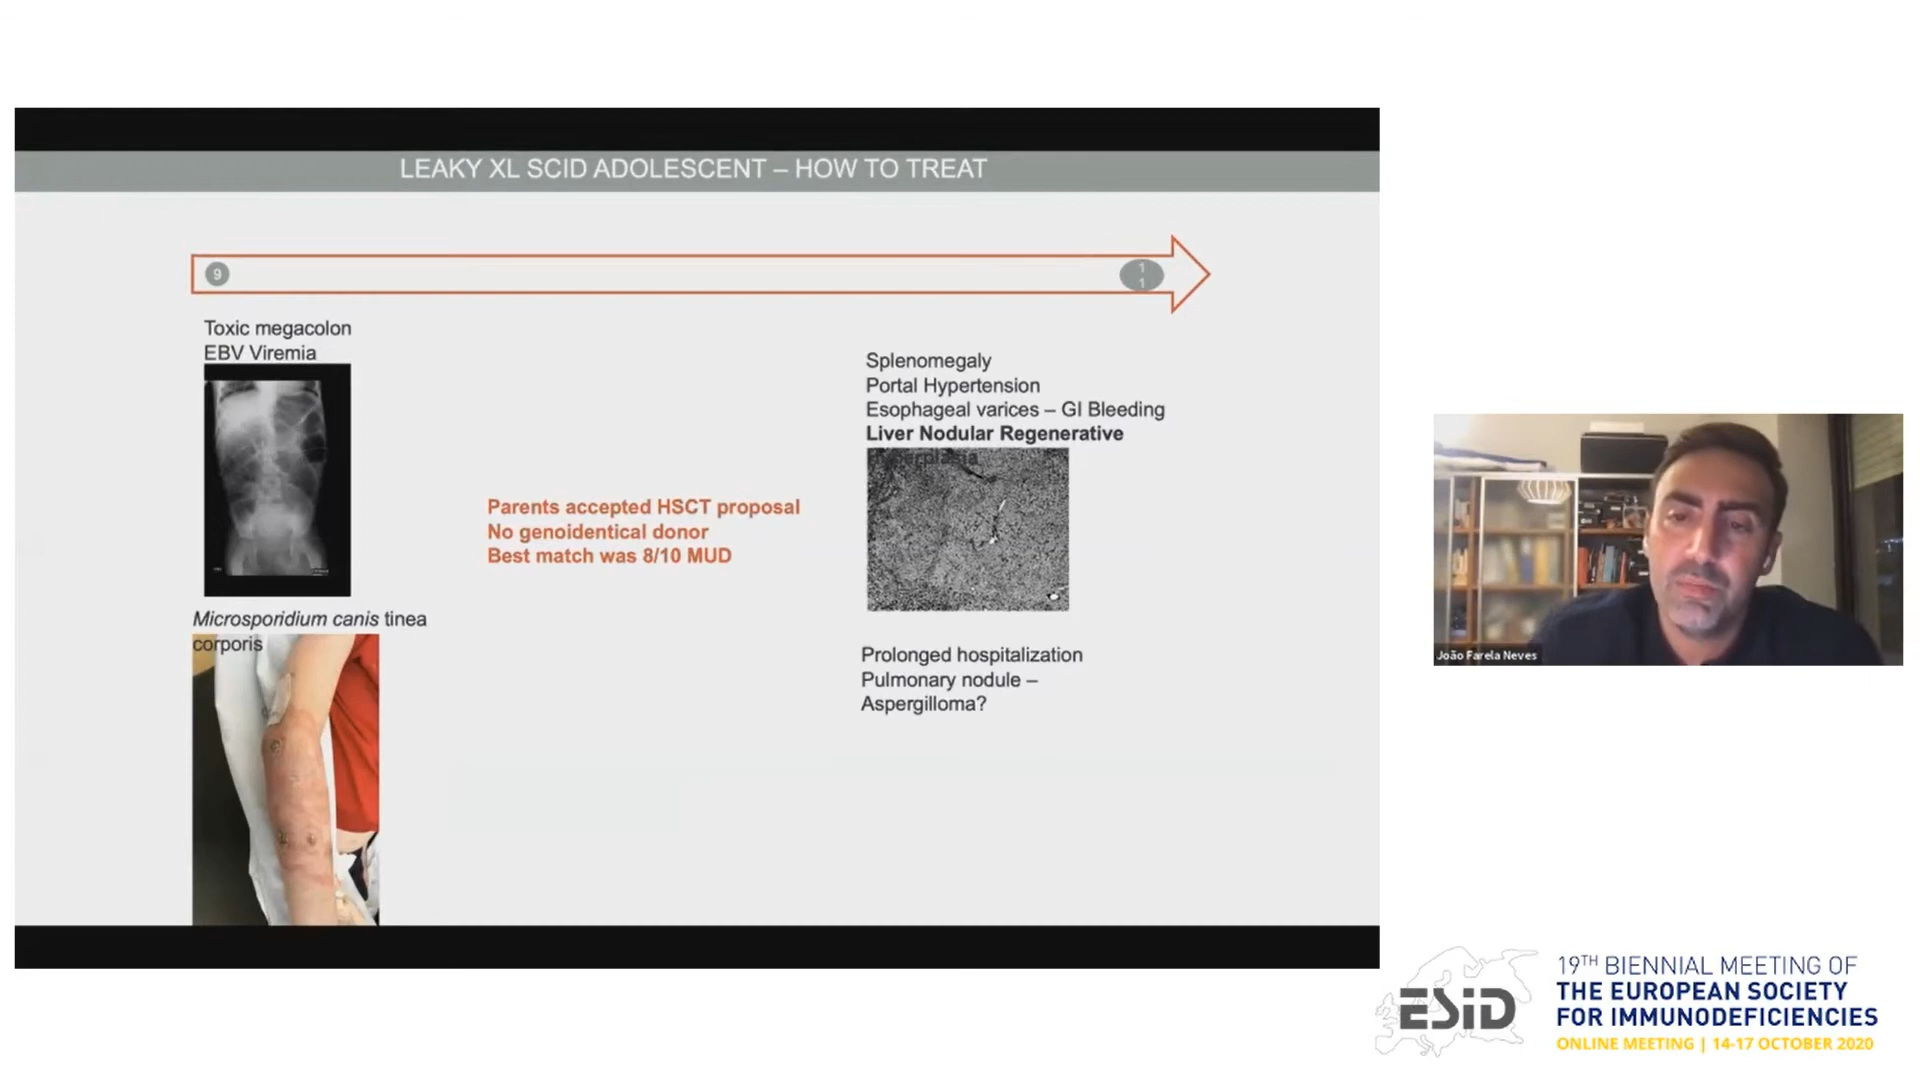 LEAKY XL SCID ADOLESCENT – HOW TO TREAT
9
1
1
Toxic megacolon
EBV Viremia
Microsporidium canis tinea
corporis
Parents accepted HSCT proposal
No genoidentical donor
Best match was 8/10 MUD
Splenomegaly
Portal Hypertension
Esophageal varices – GI Bleeding
Liver Nodular Regenerative
Hyperplasia
Prolonged hospitalization
Pulmonary nodule –
Aspergilloma?
João Farela Neves
ESiD
19TH BIENNIAL MEETING OF
THE EUROPEAN SOCIETY
FOR IMMUNODEFICIENCIES
ONLINE MEETING | 14-17 OCTOBER 2020